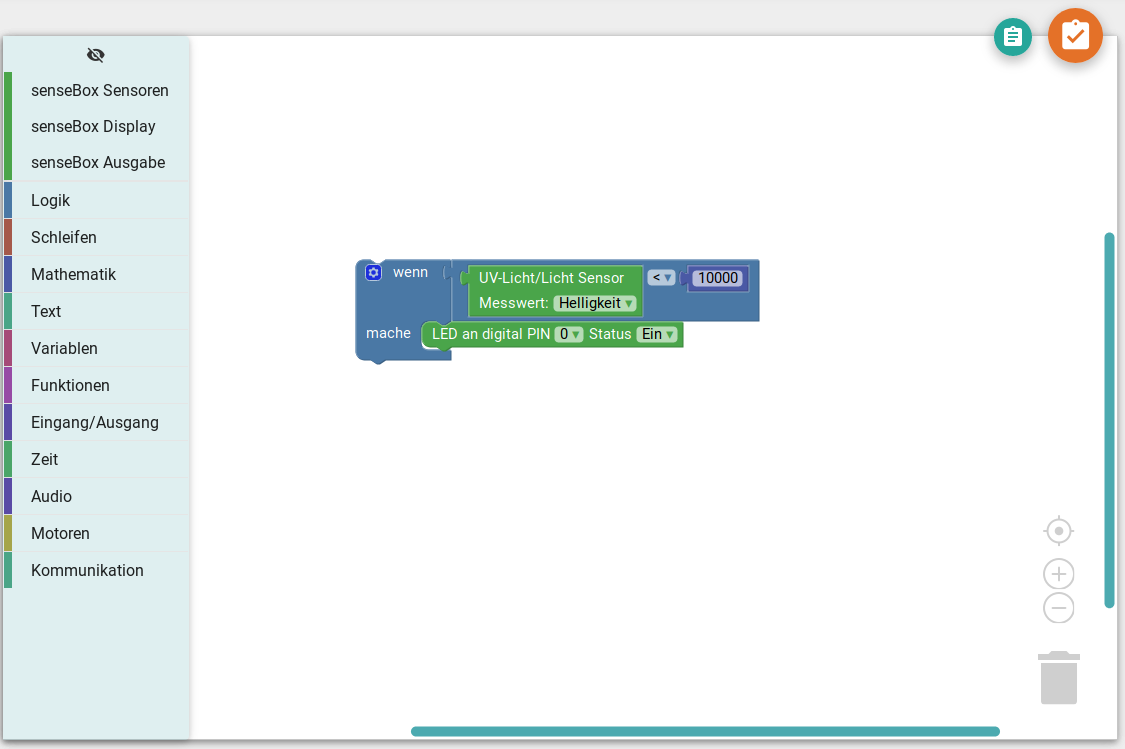 senseBox Sensoren
senseBox Display
senseBox Ausgabe
Logik
Schleifen
Mathematik
Text
Variablen
Funktionen
Eingang/Ausgang
Zeit
Audio
Motoren
Kommunikation
wenn UV-Licht/Licht Sensor < 10000
Messwert: Helligkeit
mache LED an digital PIN 0 Status Ein